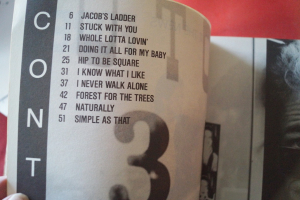 6 JACOB'S LADDER
11 STUCK WITH YOU
18 WHOLE LOTTA LOVIN'
21 DOING IT ALL FOR MY BABY
25 HIP TO BE SQUARE
31 I KNOW WHAT I LIKE
37 I NEVER WALK ALONE
42 FOREST FOR THE TREES
47 NATURALLY
51 SIMPLE AS THAT
C
O
N
T
3